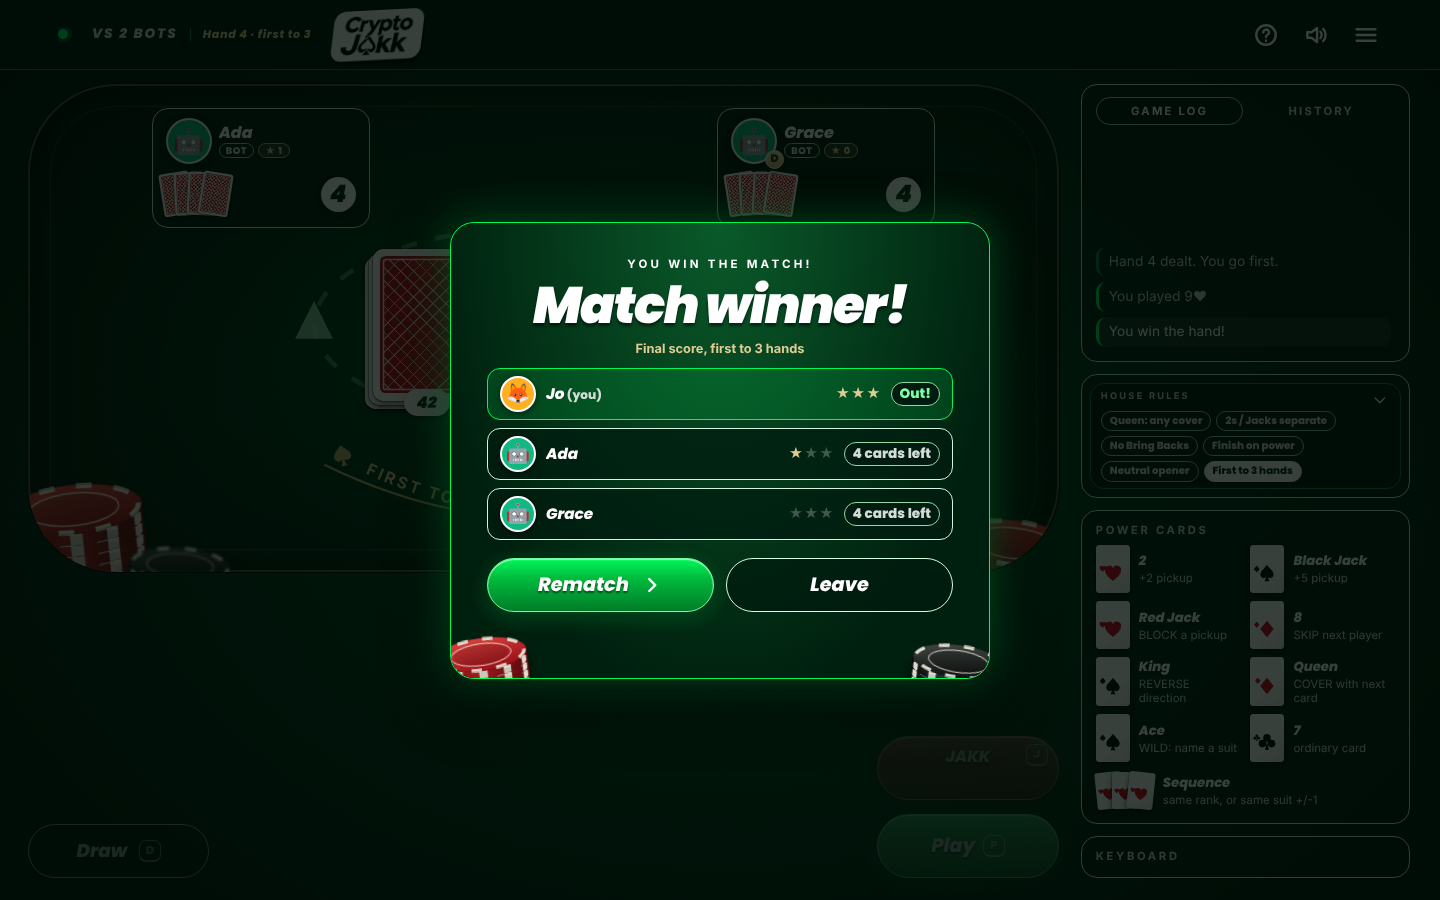 VS 2 BOTS
Hand 4 · first to 3
Crypto
Jakk
Ada
BOT
★ 1
4
Grace
D
BOT
★ 0
4
42
FIRST TO
YOU WIN THE MATCH!
Match winner!
Final score, first to 3 hands
Jo (you)
★★★
Out!
Ada
★★★
4 cards left
Grace
★★★
4 cards left
Rematch
Leave
JAKK
J
Draw
D
Play
P
GAME LOG
HISTORY
Hand 4 dealt. You go first.
You played 9♥
You win the hand!
HOUSE RULES
Queen: any cover
2s / Jacks separate
No Bring Backs
Finish on power
Neutral opener
First to 3 hands
POWER CARDS
2
+2 pickup
Black Jack
+5 pickup
Red Jack
BLOCK a pickup
8
SKIP next player
King
REVERSE
direction
Queen
COVER with next
card
Ace
WILD: name a suit
7
ordinary card
Sequence
same rank, or same suit +/-1
KEYBOARD